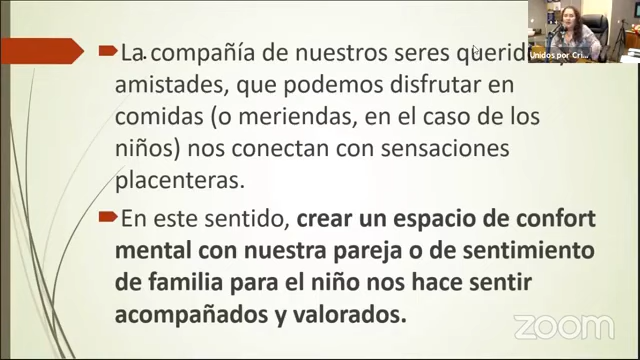 La compañía de nuestros seres
amistades, que podemos disfrutar en
comidas (o meriendas, en el caso de los
niños) nos conectan con sensaciones
placenteras.
En este sentido, crear un espacio de confort
mental con nuestra pareja o de sentimiento
de familia para el niño nos hace sentir
acompañados y valorados.
Unidos por Cri...
zoom